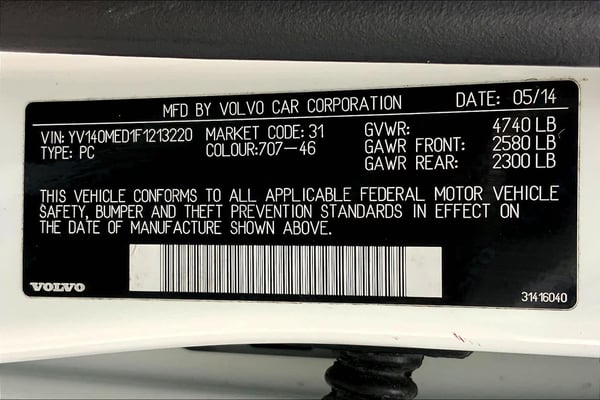 MFD BY VOLVO CAR CORPORATION DATE: 05/14
VIN: YV140MED1F1213220 MARKET CODE: 31 GVWR: 4740 LB
TYPE: PC COLOUR:707-46 GAWR FRONT: 2580 LB
GAWR REAR: 2300 LB
THIS VEHICLE CONFORMS TO ALL APPLICABLE FEDERAL MOTOR VEHICLE
SAFETY, BUMPER AND THEFT PREVENTION STANDARDS IN EFFECT ON
THE DATE OF MANUFACTURE SHOWN ABOVE.
VOLVO 31416040